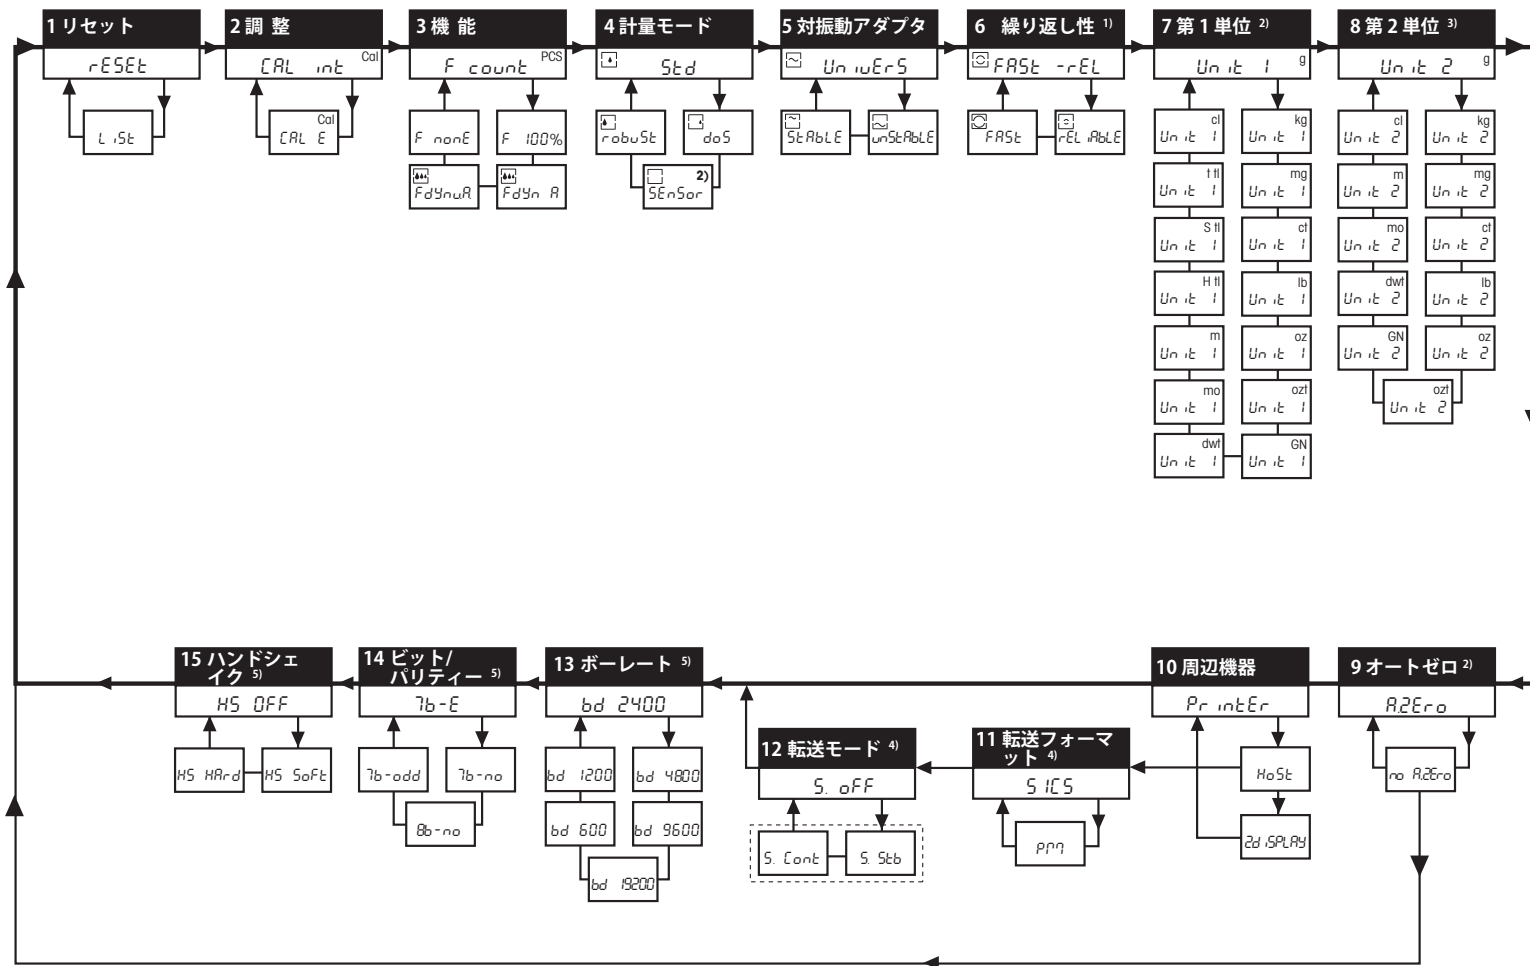 1 リセット
rESEt
LiSt
2 調 整
CAL int Cal
CAL E Cal
3 機 能
F count PCS
F nonE
F 100%
FdYnu.A
FdYn A
4 計量モード
Std
robuSt
doS
SEnSor 2)
5 対振動アダプタ
UnivErS
StAbLE
unStAbLE
6 繰り返し性 1)
FASt -rEL
FASt
rELiAbLE
7 第 1 単位 2)
Unit 1 g
Unit 1 cl
Unit 1 kg
Unit 1 t tl
Unit 1 mg
Unit 1 S tl
Unit 1 ct
Unit 1 H tl
Unit 1 lb
Unit 1 m
Unit 1 oz
Unit 1 mo
Unit 1 ozt
Unit 1 dwt
Unit 1 GN
8 第 2 単位 3)
Unit 2 g
Unit 2 cl
Unit 2 kg
Unit 2 m
Unit 2 mg
Unit 2 mo
Unit 2 ct
Unit 2 dwt
Unit 2 lb
Unit 2 GN
Unit 2 oz
Unit 2 ozt
9 オートゼロ 2)
A.ZEro
no A.ZEro
10 周辺機器
PrintEr
HoSt
2.diSPLAY
11 転送フォーマ
ット 4)
SICS
PM
12 転送モード 4)
S. oFF
S. Cont
S. Stb
13 ボーレート 5)
bd 2400
bd 1200
bd 4800
bd 600
bd 9600
bd 19200
14 ビット/
パリティー 5)
7b-E
7b-odd
7b-no
8b-no
15 ハンドシェ
イク 5)
HS OFF
HS HArd
HS SoFt